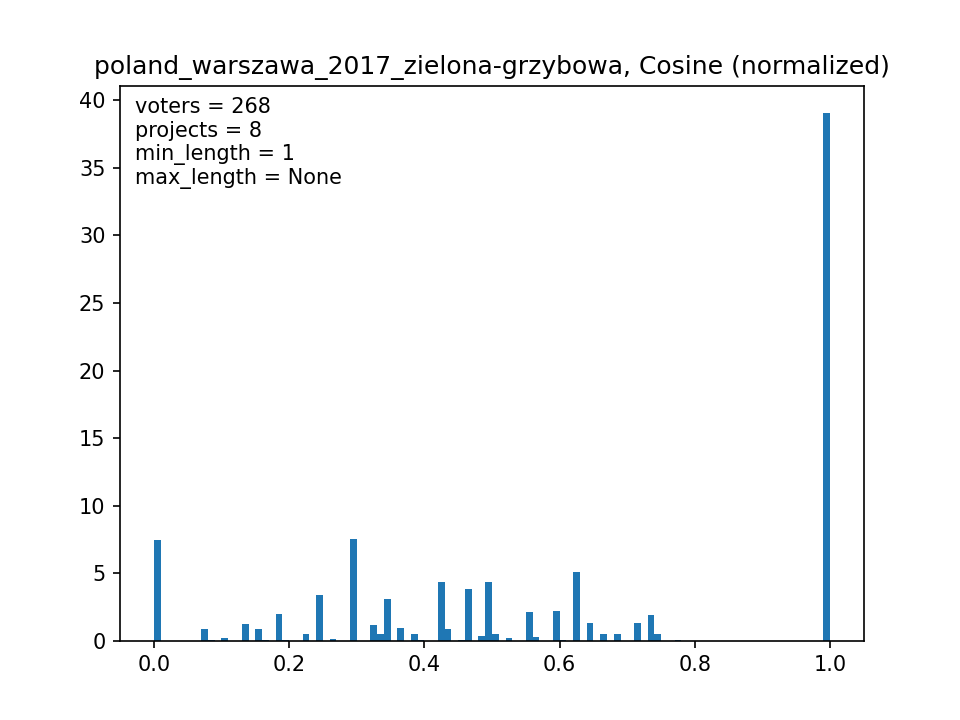 poland_warszawa_2017_zielona-grzybowa, Cosine (normalized)
voters = 268
projects = 8
min_length = 1
max_length = None
40
35
30
25
20
15
10
5
0
0.0 0.2 0.4 0.6 0.8 1.0